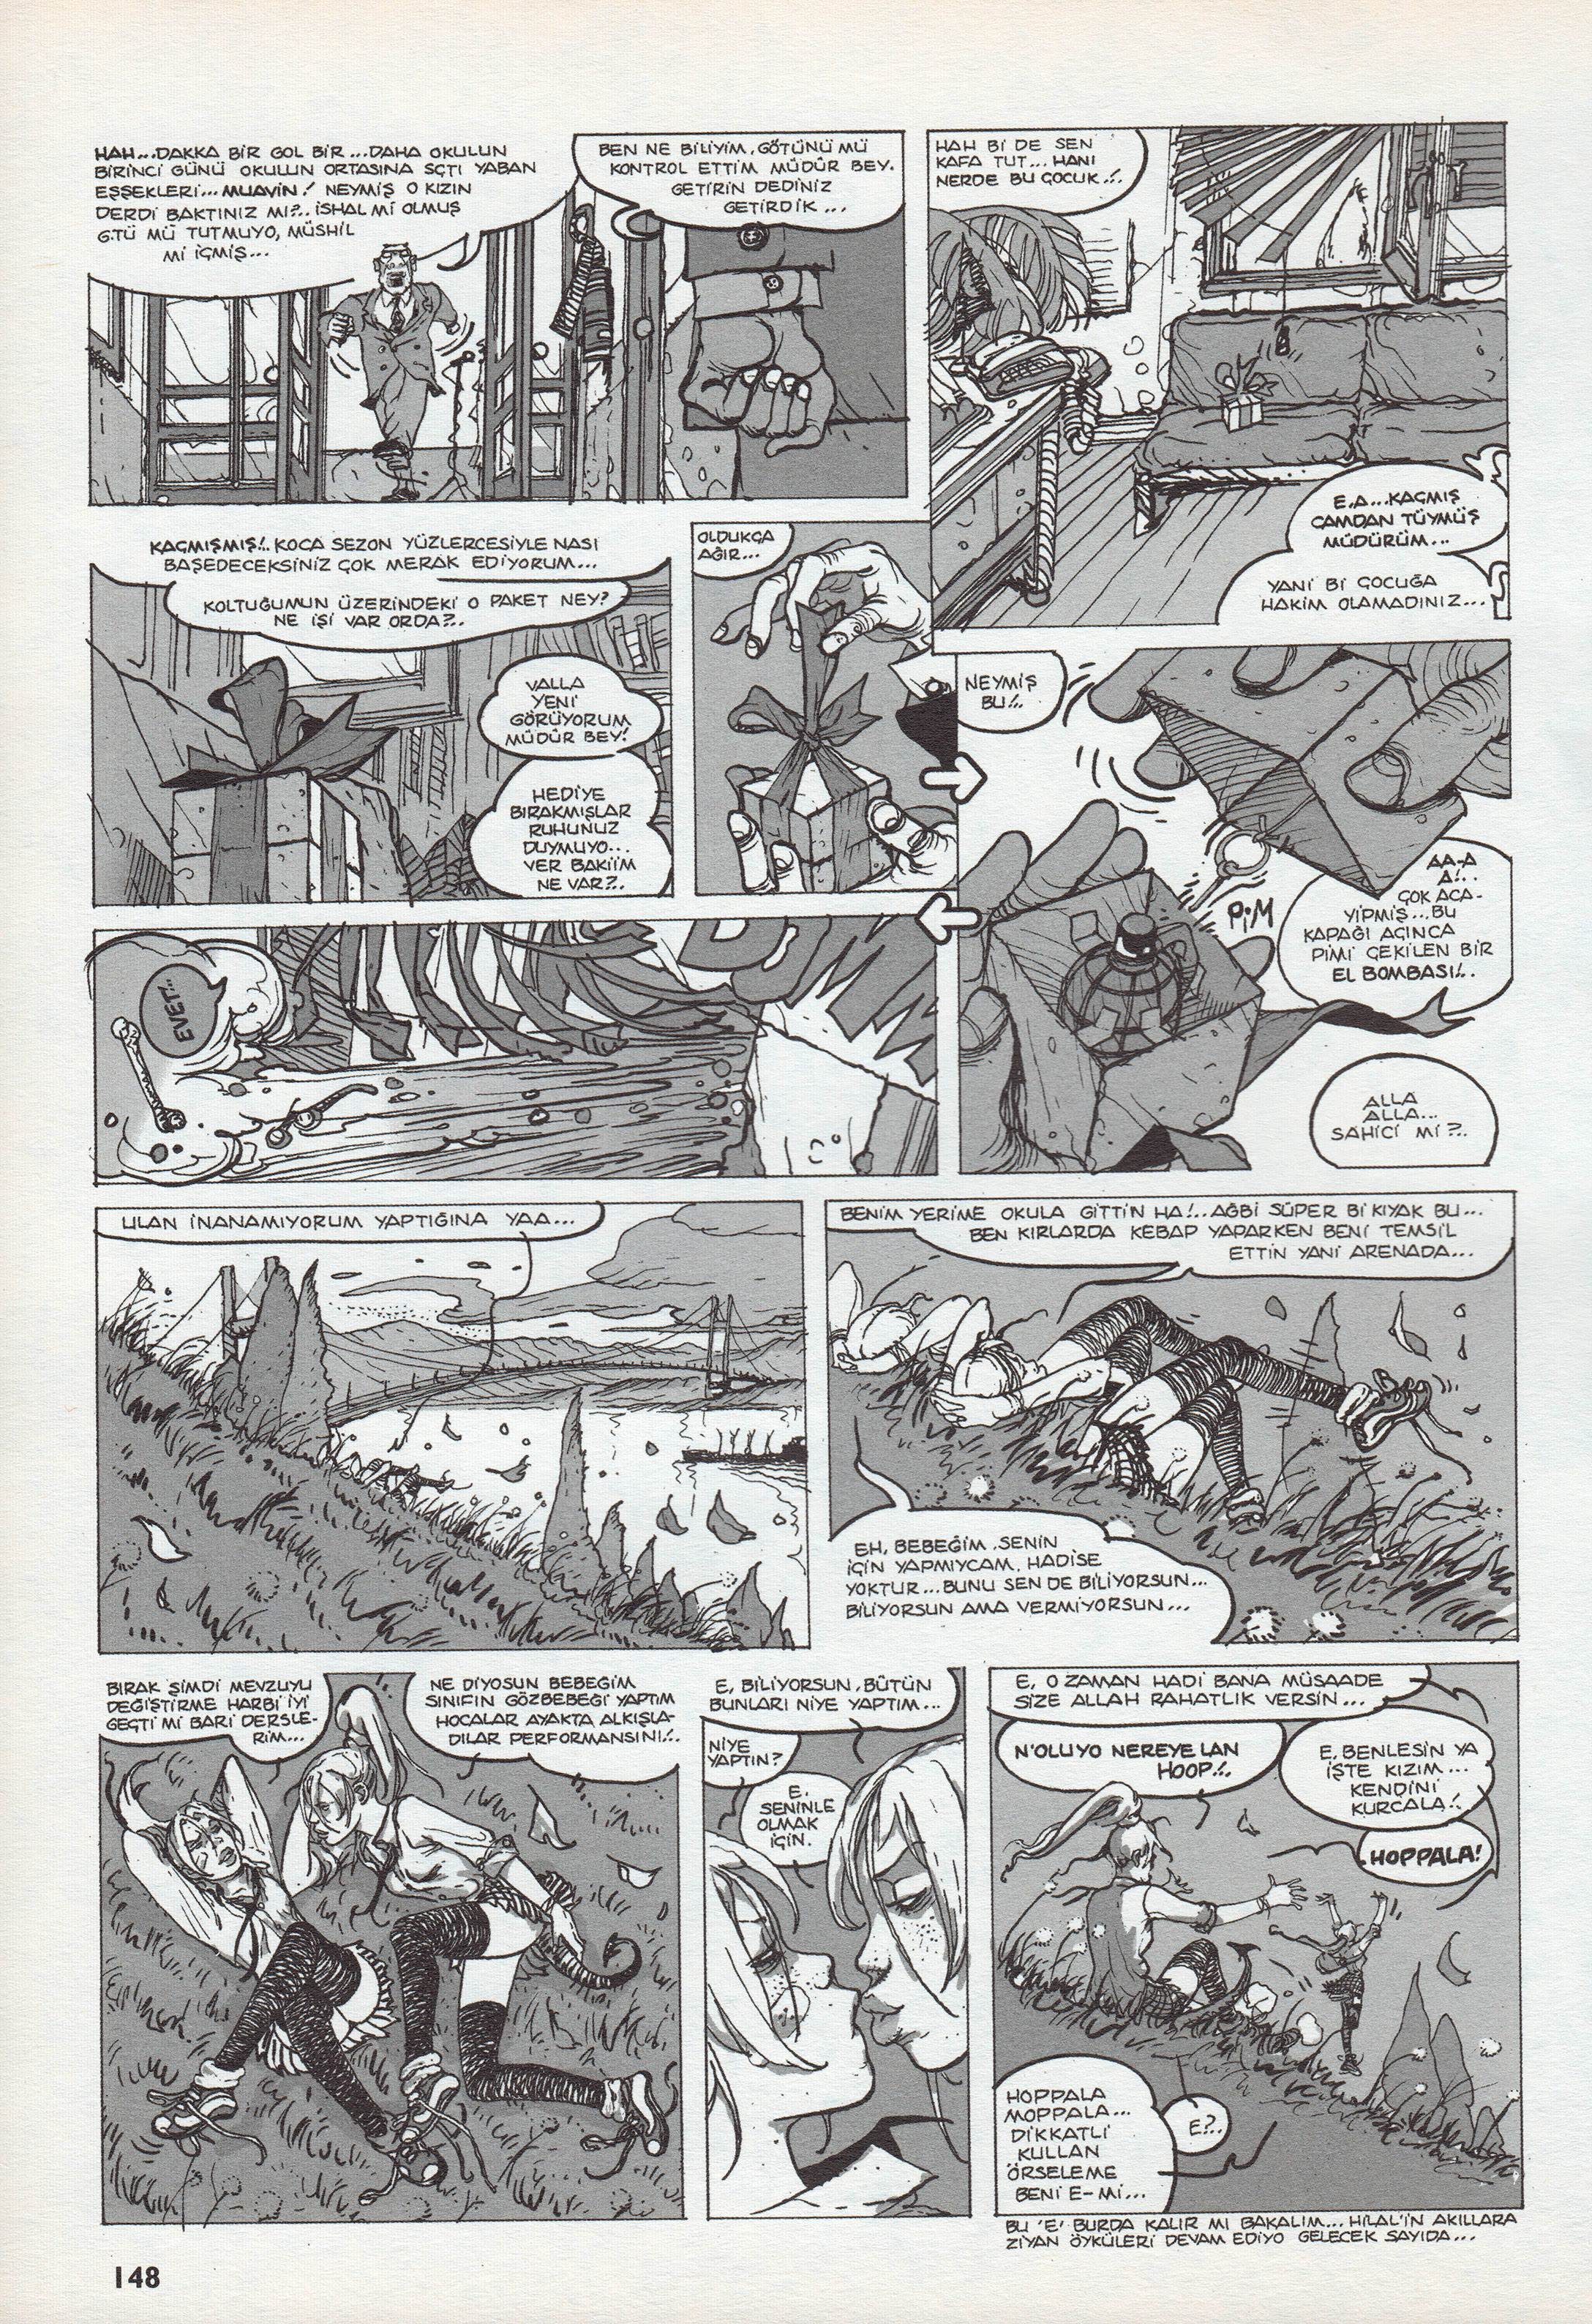 HAH...DAKKA BİR GOL BİR...DAHA OKULUN
BİRİNCİ GÜNÜ OKULUN ORTASINA SÇTI YABAN
EŞŞEKLERİ...MUAVİN! NEYMİŞ O KIZIN
DERDİ BAKTINIZ MI?.. İSHAL Mİ OLMUŞ
G.TÜ MÜ TUTMUYO, MÜSHİL
Mİ İÇMİŞ...
BEN NE BİLİYİM, GÖTÜNÜ MÜ
KONTROL ETTİM MÜDÜR BEY.
GETİRİN DEDİNİZ
GETİRDİK...
HAH Bİ DE SEN
KAFA TUT... HANİ
NERDE BU ÇOCUK!..
E.A...KAÇMIŞ
CAMDAN TÜYMÜŞ
MÜDÜRÜM...
YANİ Bİ ÇOCUĞA
HAKİM OLAMADINIZ...
KAÇMIŞMIŞ!.. KOCA SEZON YÜZLERCESİYLE NASI
BAŞEDECEKSİNİZ ÇOK MERAK EDİYORUM...
KOLTUĞUMUN ÜZERİNDEKİ O PAKET NEY?
NE İŞİ VAR ORDA?..
VALLA
YENİ
GÖRÜYORUM
MÜDÜR BEY!
HEDİYE
BIRAKMIŞLAR
RUHUNUZ
DUYMUYO...
VER BAKİİM
NE VAR?..
OLDUKÇA
AĞIR...
NEYMİŞ
BU!..
PİM
AA-A
A!..
ÇOK ACA-
YİPMİŞ...BU
KAPAĞI AÇINCA
PİMİ ÇEKİLEN BİR
EL BOMBASI!..
ALLA
ALLA...
SAHİCİ Mİ?..
EVET...
BUMM
ULAN İNANAMIYORUM YAPTIĞINA YAA...
BENİM YERİME OKULA GİTTİN HA!.. AĞBİ SÜPER Bİ KIYAK BU...
BEN KIRLARDA KEBAP YAPARKEN BENİ TEMSİL
ETTİN YANİ ARENADA...
EH, BEBEĞİM, SENİN
İÇİN YAPMIYCAM, HADİSE
YOKTUR...BUNU SEN DE BİLİYORSUN...
BİLİYORSUN AMA VERMİYORSUN...
BIRAK ŞİMDİ MEVZUYU
DEĞİŞTİRME HARBİ İYİ
GEÇTİ Mİ BARİ DERSLE-
RİM...
NE DİYOSUN BEBEĞİM
SINIFIN GÖZBEBEĞİ YAPTIM
HOCALAR AYAKTA ALKIŞLA-
DILAR PERFORMANSINI!..
E, BİLİYORSUN, BÜTÜN
BUNLARI NİYE YAPTIM...
NİYE
YAPTIN?
E,
SENİNLE
OLMAK
İÇİN.
E, O ZAMAN HADİ BANA MÜSAADE
SİZE ALLAH RAHATLIK VERSİN...
N'OLUYO NEREYE LAN
HOOP!..
E, BENLESİN YA
İŞTE KIZIM...
KENDİNİ
KURCALA!..
HOPPALA!
HOPPALA
MOPPALA...
DİKKATLİ
KULLAN
ÖRSELEME
BENİ E-Mİ...
E?..
BU 'E' BURDA KALIR MI BAKALIM... HİLAL'İN AKILLARA
ZİYAN ÖYKÜLERİ DEVAM EDİYO GELECEK SAYIDA...
148